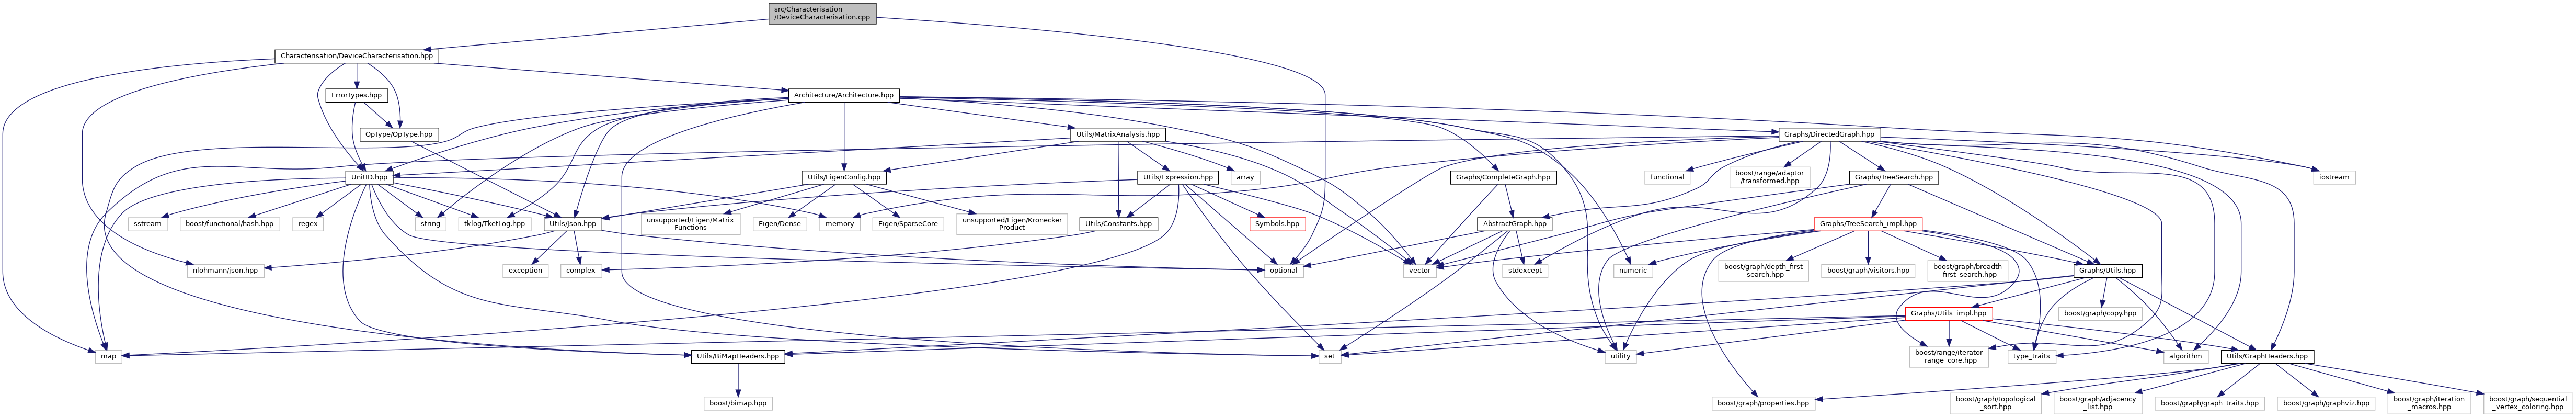 src/Characterisation
/DeviceCharacterisation.cpp
Characterisation/DeviceCharacterisation.hpp
ErrorTypes.hpp
Architecture/Architecture.hpp
OpType/OpType.hpp
Utils/MatrixAnalysis.hpp
Graphs/DirectedGraph.hpp
UnitID.hpp
Utils/EigenConfig.hpp
Utils/Expression.hpp
array
Graphs/CompleteGraph.hpp
functional
boost/range/adaptor
/transformed.hpp
Graphs/TreeSearch.hpp
iostream
sstream
boost/functional/hash.hpp
regex
string
tklog/TketLog.hpp
Utils/Json.hpp
unsupported/Eigen/Matrix
Functions
Eigen/Dense
memory
Eigen/SparseCore
unsupported/Eigen/Kronecker
Product
Utils/Constants.hpp
Symbols.hpp
AbstractGraph.hpp
Graphs/TreeSearch_impl.hpp
nlohmann/json.hpp
exception
complex
optional
vector
stdexcept
numeric
boost/graph/depth_first
_search.hpp
boost/graph/visitors.hpp
boost/graph/breadth
_first_search.hpp
Graphs/Utils.hpp
Graphs/Utils_impl.hpp
boost/graph/copy.hpp
map
Utils/BiMapHeaders.hpp
set
utility
boost/range/iterator
_range_core.hpp
type_traits
algorithm
Utils/GraphHeaders.hpp
boost/bimap.hpp
boost/graph/properties.hpp
boost/graph/topological
_sort.hpp
boost/graph/adjacency
_list.hpp
boost/graph/graph_traits.hpp
boost/graph/graphviz.hpp
boost/graph/iteration
_macros.hpp
boost/graph/sequential
_vertex_coloring.hpp